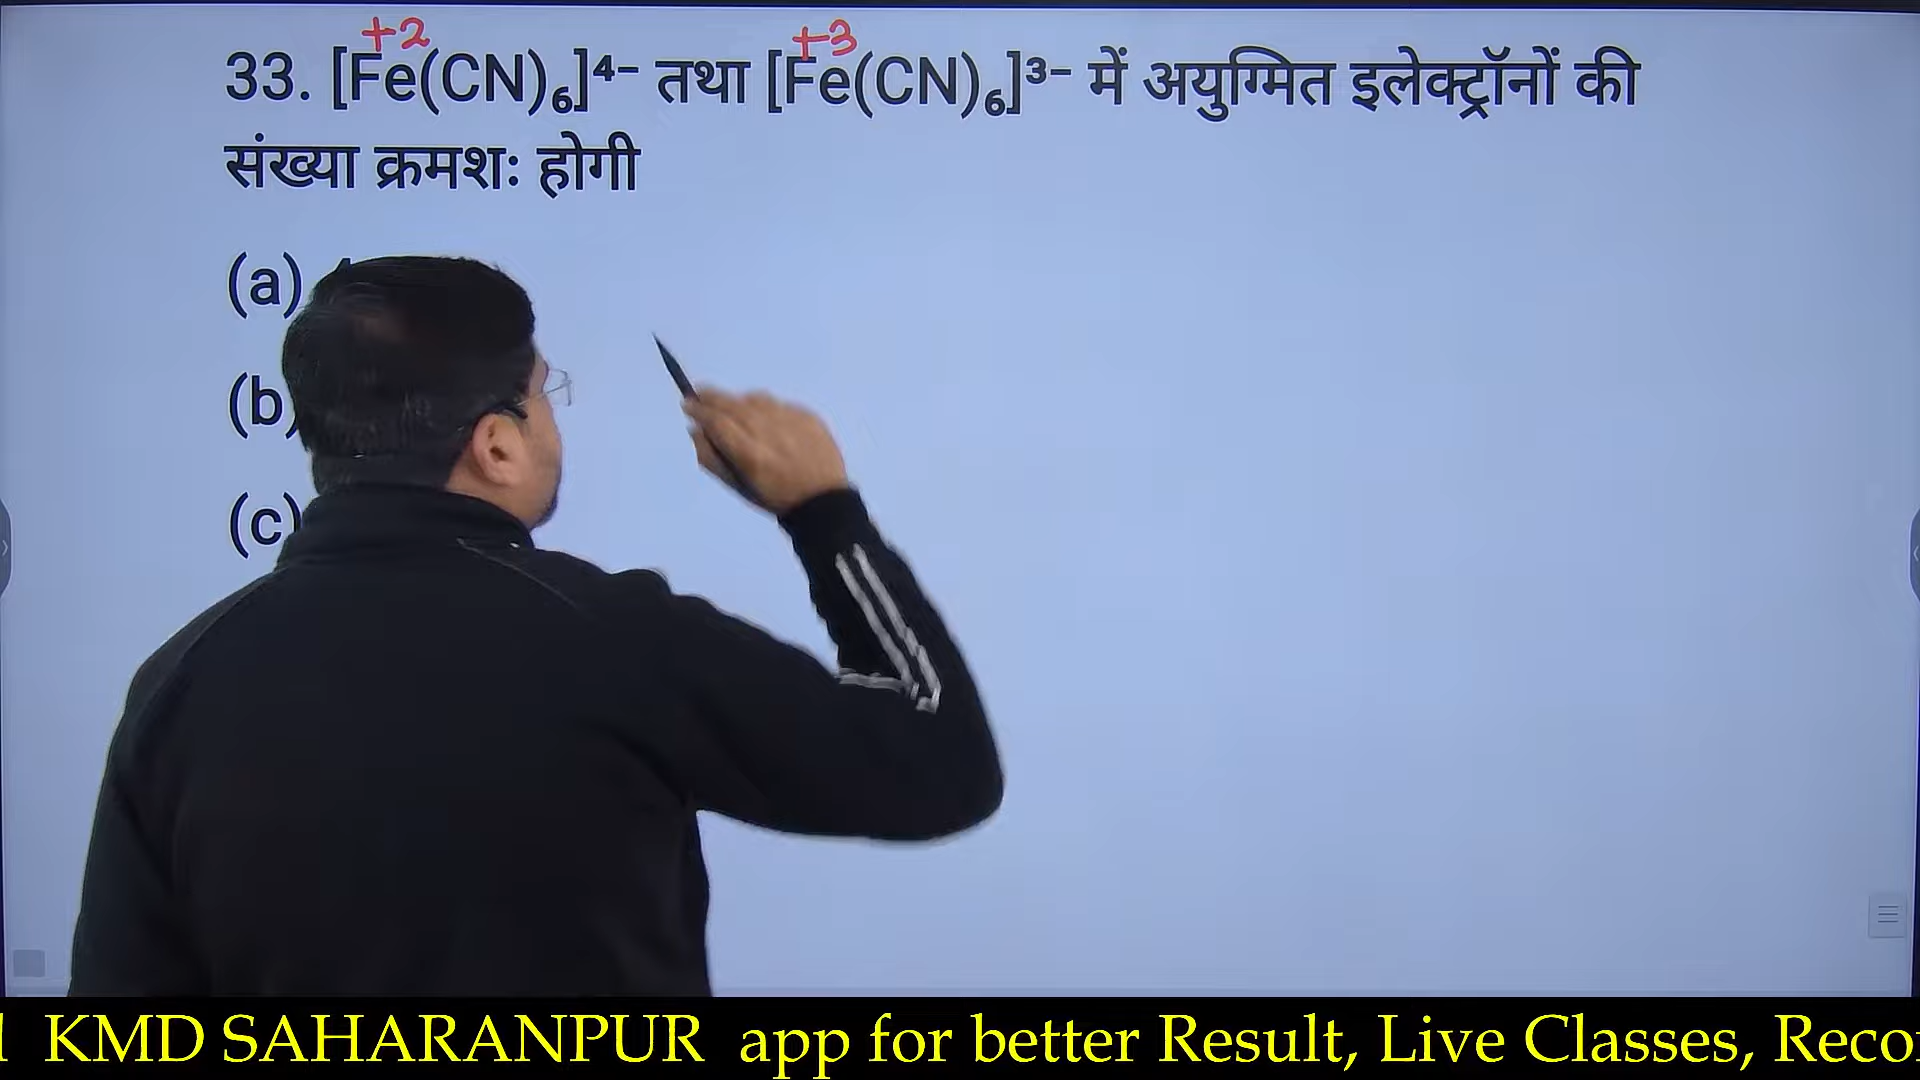 +2 +3
33. [Fe(CN)₆]⁴⁻ तथा [Fe(CN)₆]³⁻ में अयुग्मित इलेक्ट्रॉनों की
संख्या क्रमशः होगी
(a)
(b)
(c)
KMD SAHARANPUR app for better Result, Live Classes,